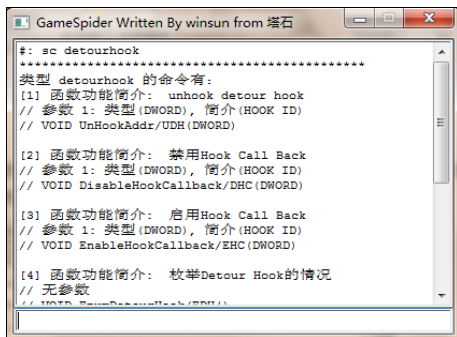 GameSpider Written By winsun from 塔石
#: sc detourhook
************************************************
类型 detourhook 的命令有:
[1] 函数功能简介:  unhook detour hook
// 参数 1: 类型(DWORD), 简介(HOOK ID)
// VOID UnHookAddr/UDH(DWORD)
[2] 函数功能简介:  禁用Hook Call Back
// 参数 1: 类型(DWORD), 简介(HOOK ID)
// VOID DisableHookCallback/DHC(DWORD)
[3] 函数功能简介:  启用Hook Call Back
// 参数 1: 类型(DWORD), 简介(HOOK ID)
// VOID EnableHookCallback/EHC(DWORD)
[4] 函数功能简介:  枚举Detour Hook的情况
// 无参数